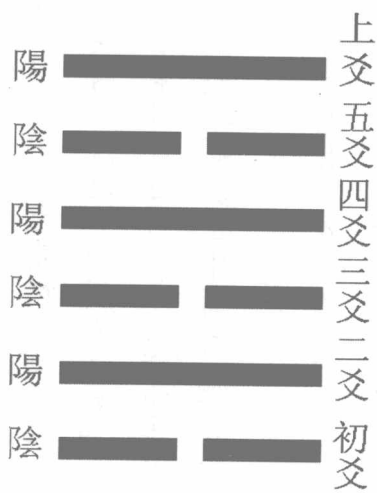 陽 上爻
陰 五爻
陽 四爻
陰 三爻
陽 二爻
陰 初爻